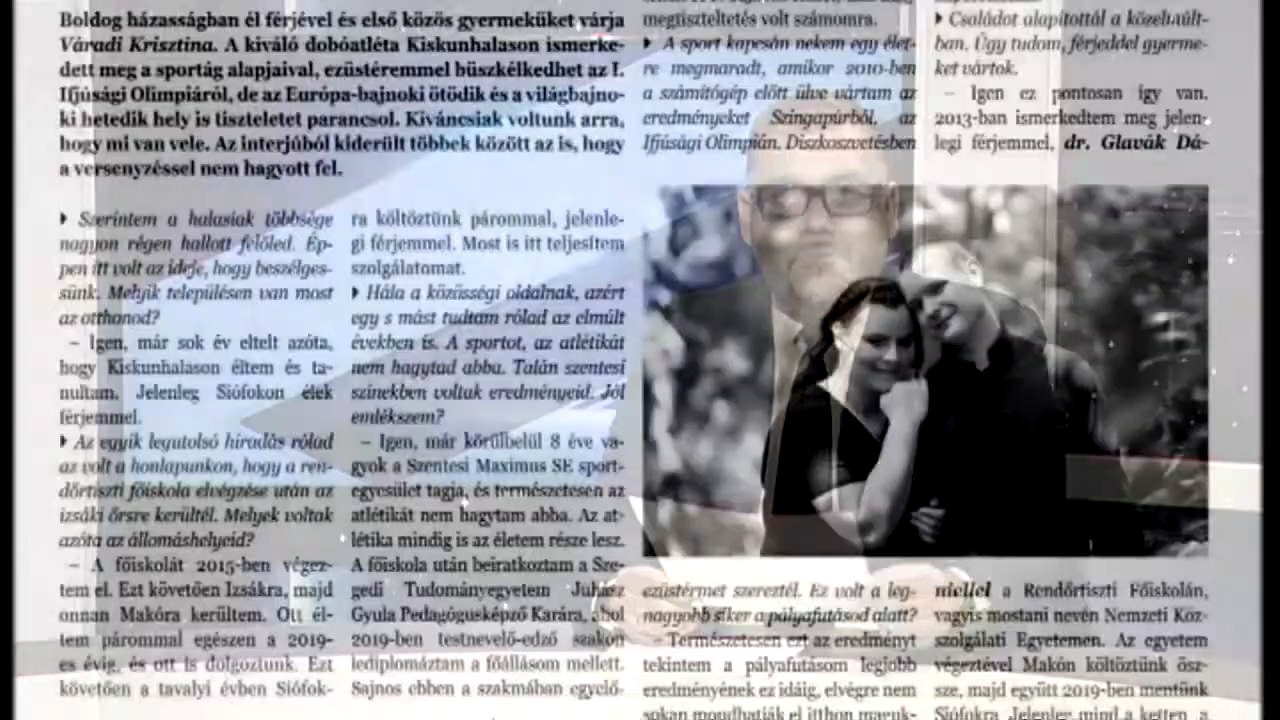 Boldog házasságban él férjével és első közös gyermeküket várja
Váradi Krisztina. A kiváló dobóatléta Kiskunhalason ismerke-
dett meg a sportág alapjaival, ezüstéremmel büszkélkedhet az I.
Ifjúsági Olimpiáról, de az Európa-bajnoki ötödik és a világbajno-
ki hetedik hely is tiszteletet parancsol. Kíváncsiak voltunk arra,
hogy mi van vele. Az interjúból kiderült többek között az is, hogy
a versenyzéssel nem hagyott fel.
Szerintem a halasiak többsége
nagyon régen hallott felőled. Ép-
pen itt volt az ideje, hogy beszélges-
sünk. Melyik településen van most
az otthonod?
– Igen, már sok év eltelt azóta,
hogy Kiskunhalason éltem és ta-
nultam. Jelenleg Siófokon élek
férjemmel.
Az egyik legutolsó híradás rólad
az volt a honlapunkon, hogy a ren-
dőrtiszti főiskola elvégzése után az
izsáki őrsre kerültél. Melyek voltak
azóta az állomáshelyeid?
– A főiskolát 2015-ben végez-
tem el. Ezt követően Izsákra, majd
onnan Makóra kerültem. Ott él-
tem párommal egészen a 2019-
es évig, és ott is dolgoztunk. Ezt
követően a tavalyi évben Siófok-
ra költöztünk párommal, jelenle-
gi férjemmel. Most is itt teljesítem
szolgálatomat.
Hála a közösségi oldalnak, azért
egy s mást tudtam rólad az elmúlt
években is. A sportot, az atlétikát
nem hagytad abba. Talán szentesi
színekben voltak eredményeid. Jól
emlékszem?
– Igen, már körülbelül 8 éve va-
gyok a Szentesi Maximus SE sport-
egyesület tagja, és természetesen az
atlétikát nem hagytam abba. Az at-
létika mindig is az életem része lesz.
A főiskola után beiratkoztam a Sze-
gedi Tudományegyetem Juhász
Gyula Pedagógusképző Karára, ahol
2019-ben testnevelő-edző szakon
lediplomáztam a főállásom mellett.
Sajnos ebben a szakmában egyelő-
megtiszteltetés volt számomra.
A sport kapcsán nekem egy élet-
re megmaradt, amikor 2010-ben
a számítógép előtt ülve vártam az
eredményeket Szingapúrból, az
Ifjúsági Olimpián. Diszkoszvetésben
ezüstérmet szereztél. Ez volt a leg-
nagyobb siker a pályafutásod alatt?
– Természetesen ezt az eredményt
tekintem a pályafutásom legjobb
eredményének ez idáig, elvégre nem
sokan mondhatják el itthon maguk-
Családot alapítottál a közelmúlt-
ban. Úgy tudom, férjeddel gyerme-
ket vártok.
– Igen ez pontosan így van.
2013-ban ismerkedtem meg jelen-
legi férjemmel, dr. Glavák Dá-
niellel a Rendőrtiszti Főiskolán,
vagyis mostani nevén Nemzeti Köz-
szolgálati Egyetemen. Az egyetem
végeztével Makón költöztünk ösz-
sze, majd együtt 2019-ben mentünk
Siófokra. Jelenleg mind a ketten a